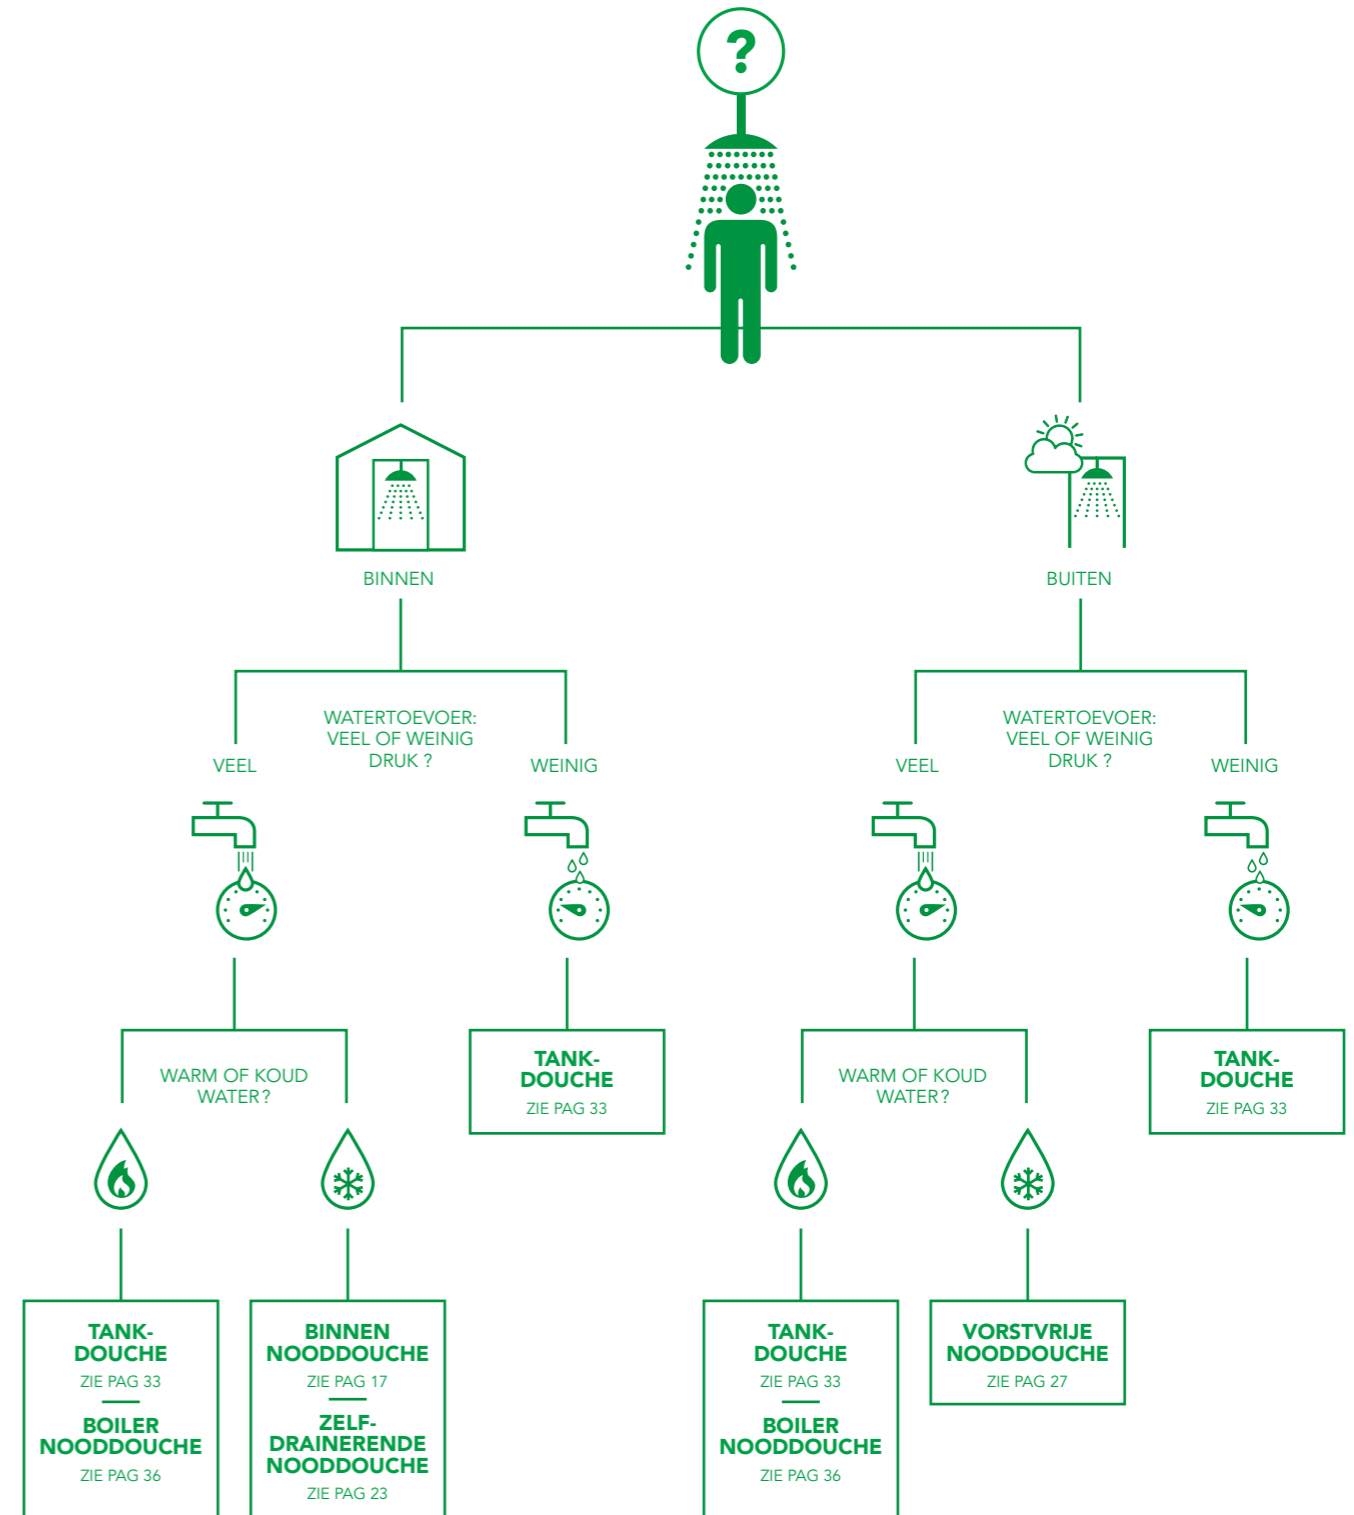 ?
BINNEN
BUITEN
WATERTOEVOER:
VEEL OF WEINIG
DRUK ?
VEEL
WEINIG
WATERTOEVOER:
VEEL OF WEINIG
DRUK ?
VEEL
WEINIG
WARM OF KOUD
WATER?
TANK-
DOUCHE
ZIE PAG 33
WARM OF KOUD
WATER?
TANK-
DOUCHE
ZIE PAG 33
TANK-
DOUCHE
ZIE PAG 33
BOILER
NOODDOUCHE
ZIE PAG 36
BINNEN
NOODDOUCHE
ZIE PAG 17
ZELF-
DRAINERENDE
NOODDOUCHE
ZIE PAG 23
TANK-
DOUCHE
ZIE PAG 33
BOILER
NOODDOUCHE
ZIE PAG 36
VORSTVRIJE
NOODDOUCHE
ZIE PAG 27